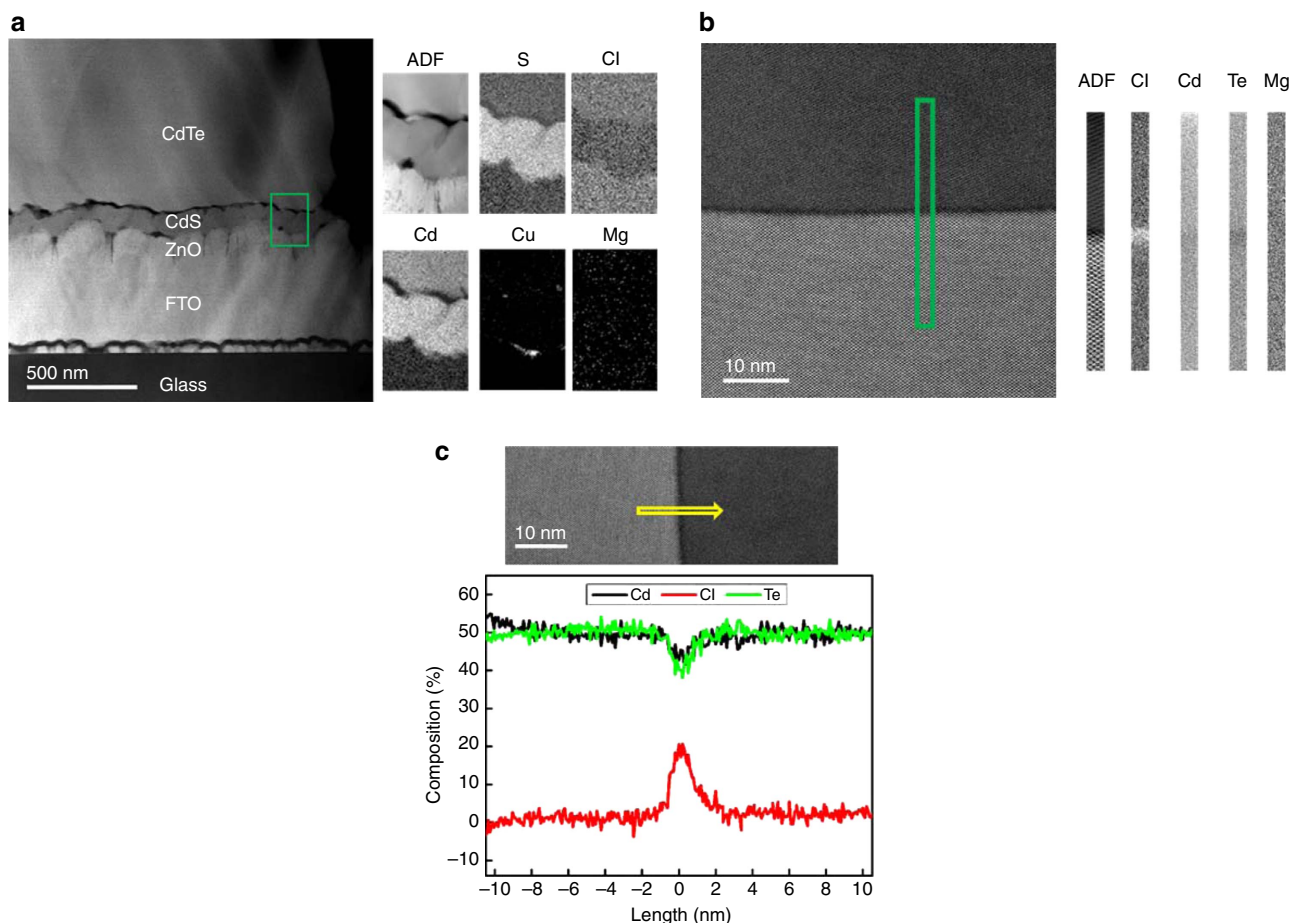 a
CdTe
CdS
ZnO
FTO
500 nm
Glass
ADF
S
Cl
Cd
Cu
Mg
b
10 nm
ADF
Cl
Cd
Te
Mg
c
10 nm
Cd
Cl
Te
60
50
40
30
20
10
0
–10
Composition (%)
–10 –8 –6 –4 –2 0 2 4 6 8 10
Length (nm)